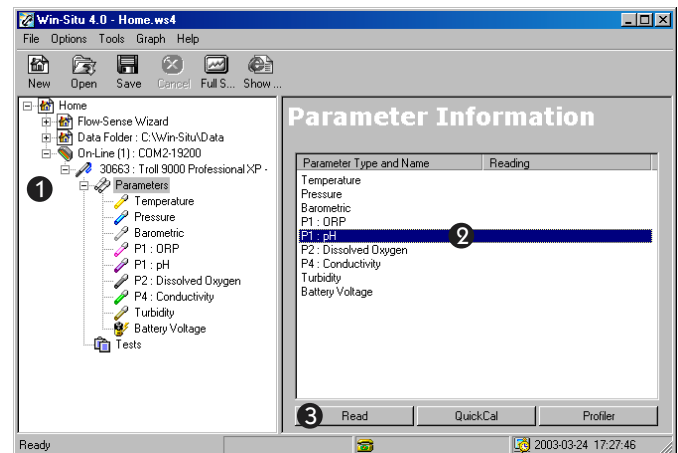 Win-Situ 4.0 - Home.ws4
File Options Tools Graph Help
New Open Save Cancel Full S... Show ...
Home
Flow-Sense Wizard
Data Folder : C:\Win-Situ\Data
On-Line (1) : COM2-19200
30663 : Troll 9000 Professional XP -
1
Parameters
Temperature
Pressure
Barometric
P1 : ORP
P1 : pH
P2 : Dissolved Oxygen
P4 : Conductivity
Turbidity
Battery Voltage
Tests
Parameter Information
Parameter Type and Name Reading
Temperature
Pressure
Barometric
P1 : ORP
P1 : pH 2
P2 : Dissolved Oxygen
P4 : Conductivity
Turbidity
Battery Voltage
3 Read QuickCal Profiler
Ready 2003-03-24 17:27:46